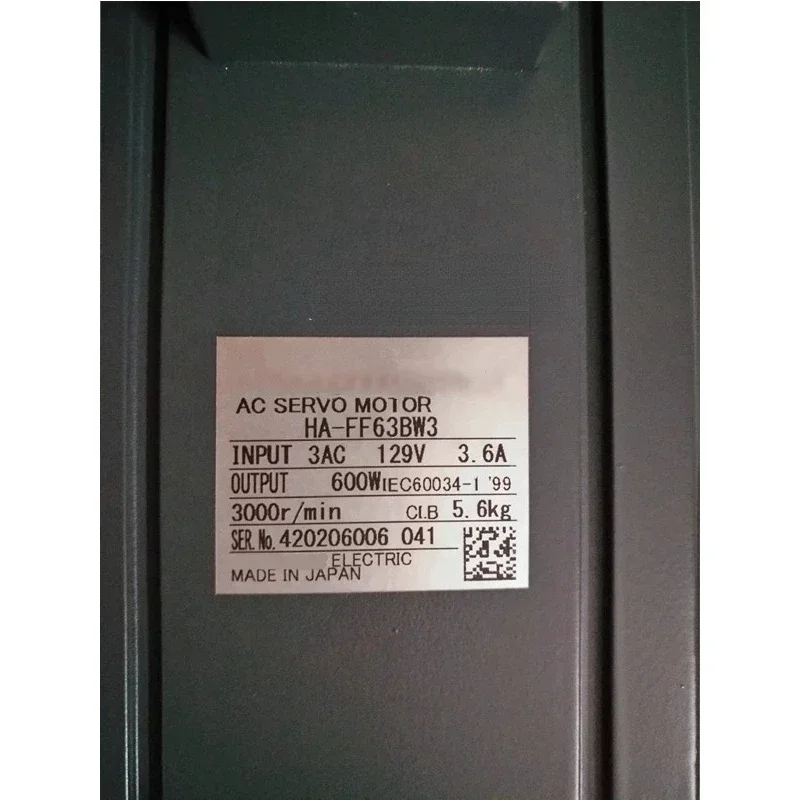 AC SERVO MOTOR
HA-FF63BW3
INPUT 3AC 129V 3.6A
OUTPUT 600W IEC60034-1 '99
3000r/min CI.B 5.6kg
SER.No. 420206006 041
ELECTRIC
MADE IN JAPAN